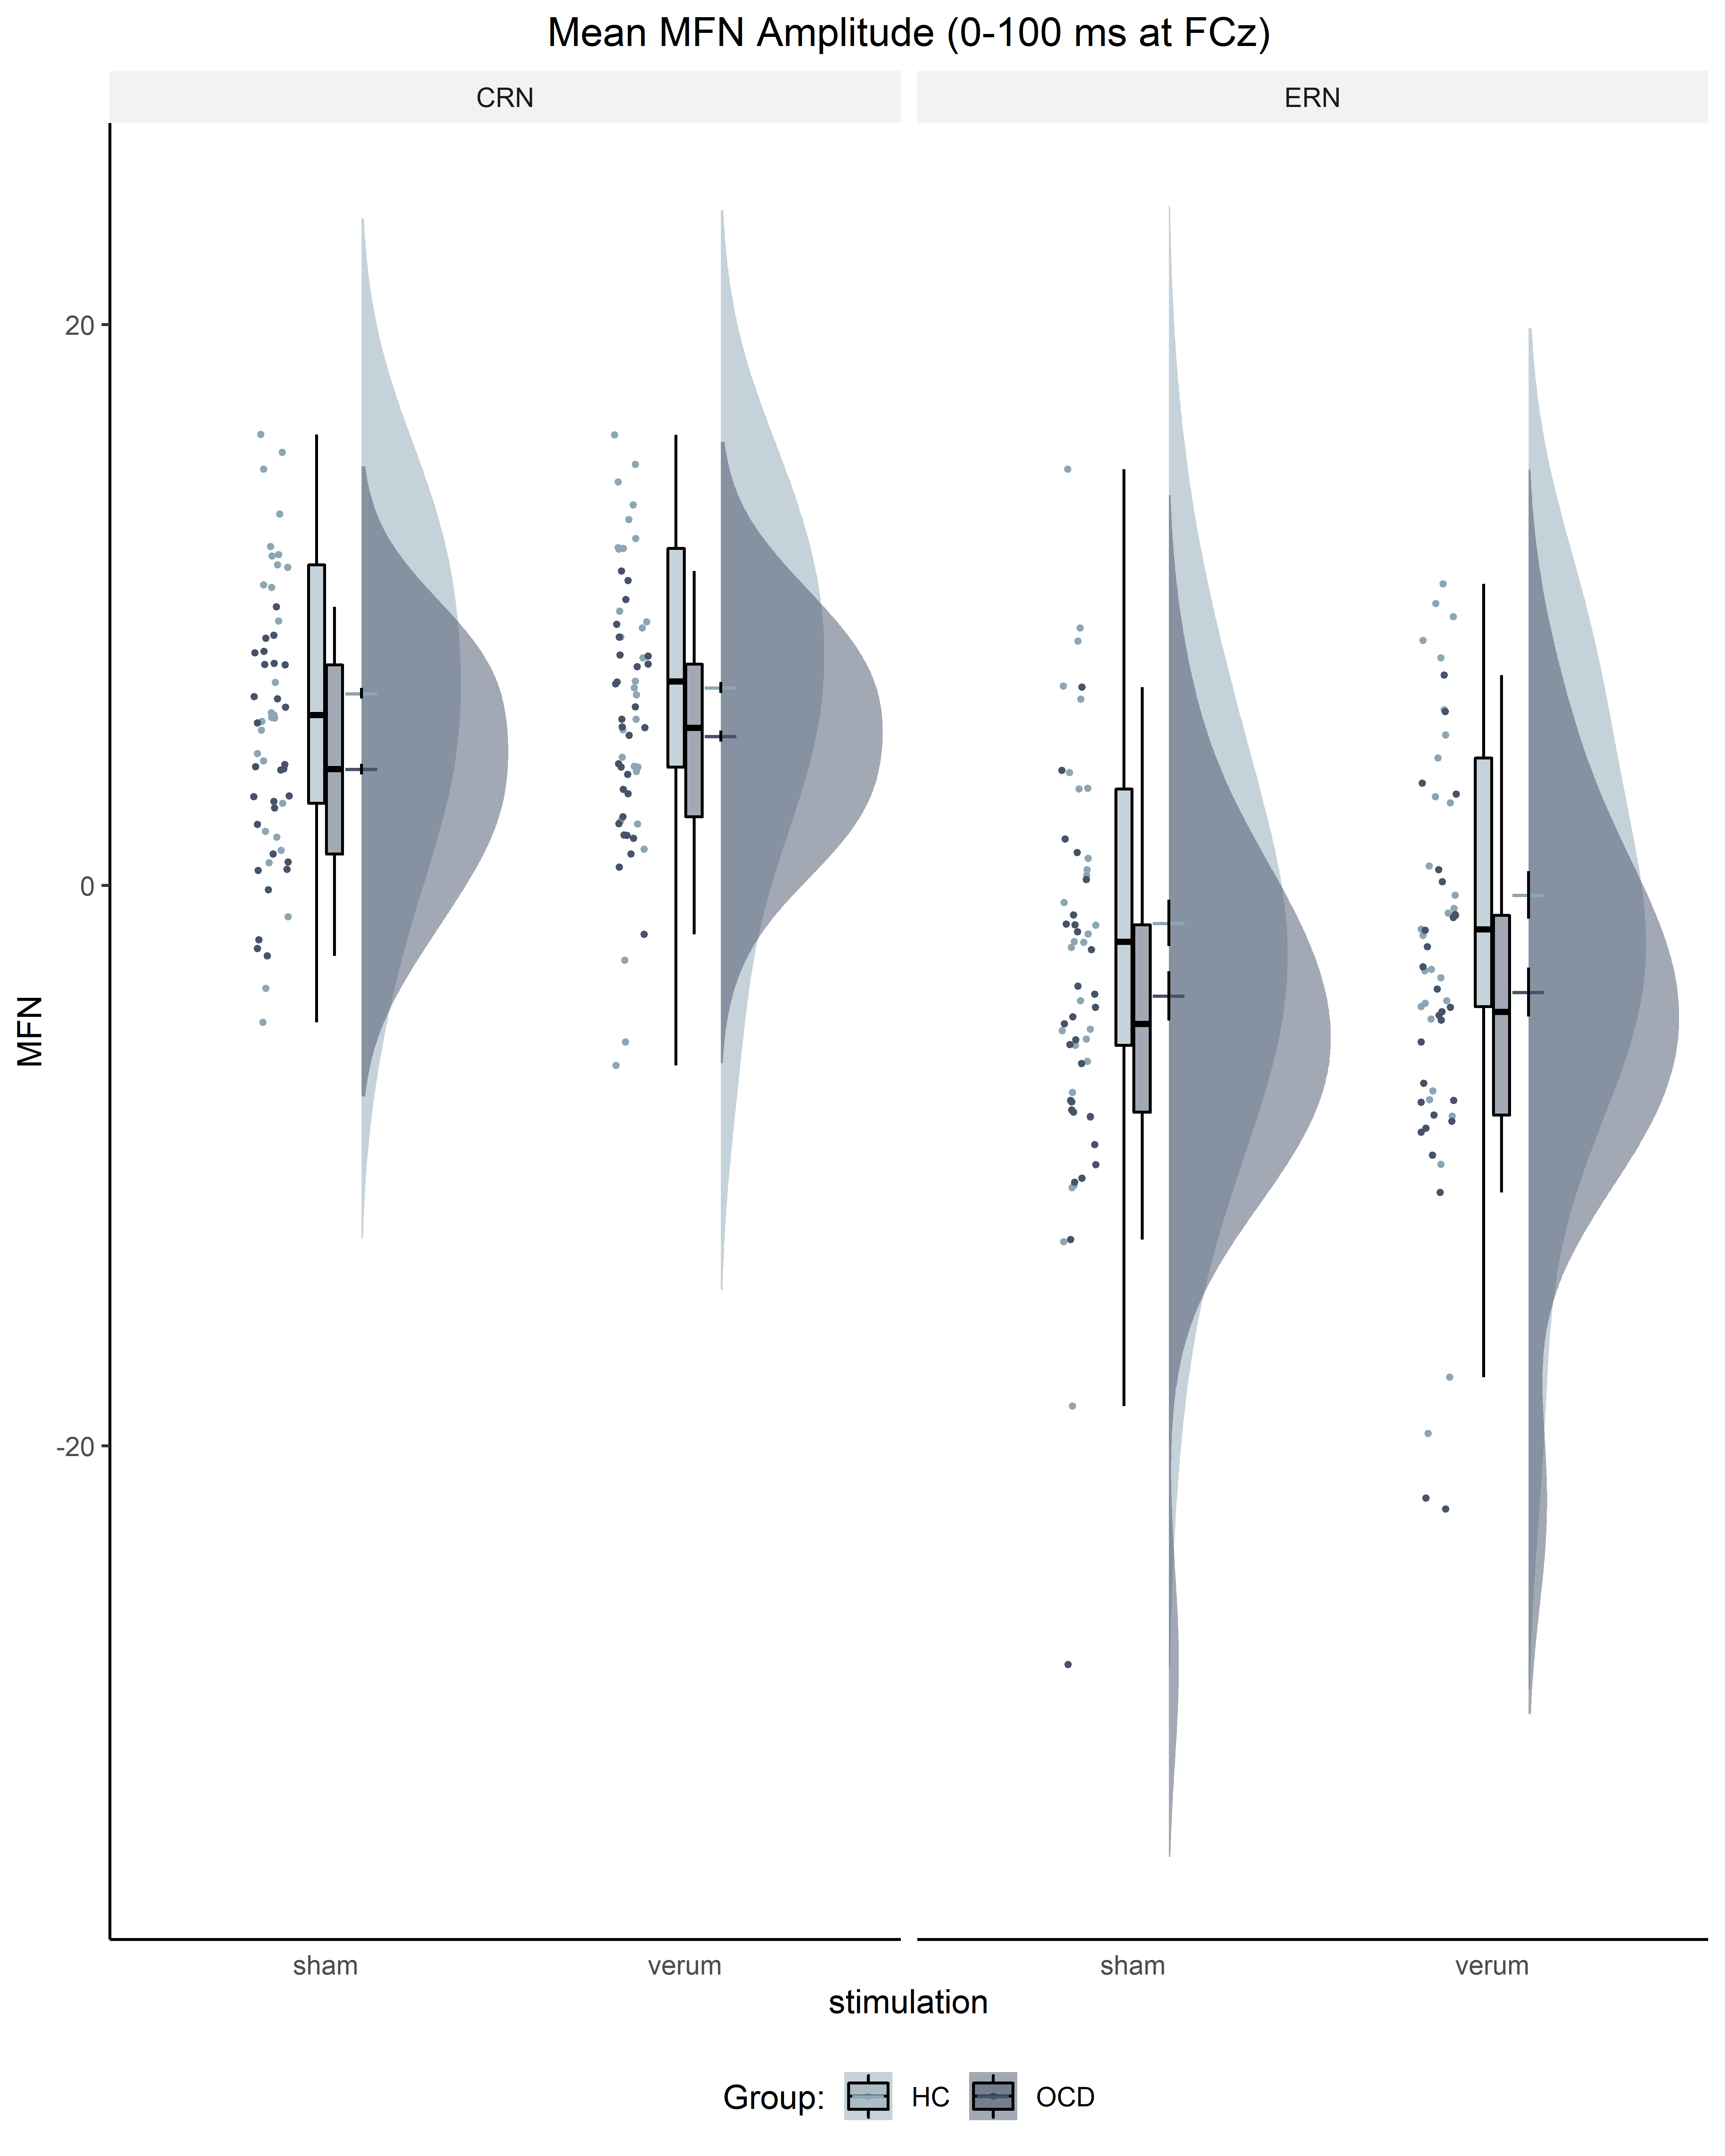 Mean MFN Amplitude (0-100 ms at FCz)
CRN ERN
20
0
-20
MFN
sham verum sham verum
stimulation
Group: HC OCD